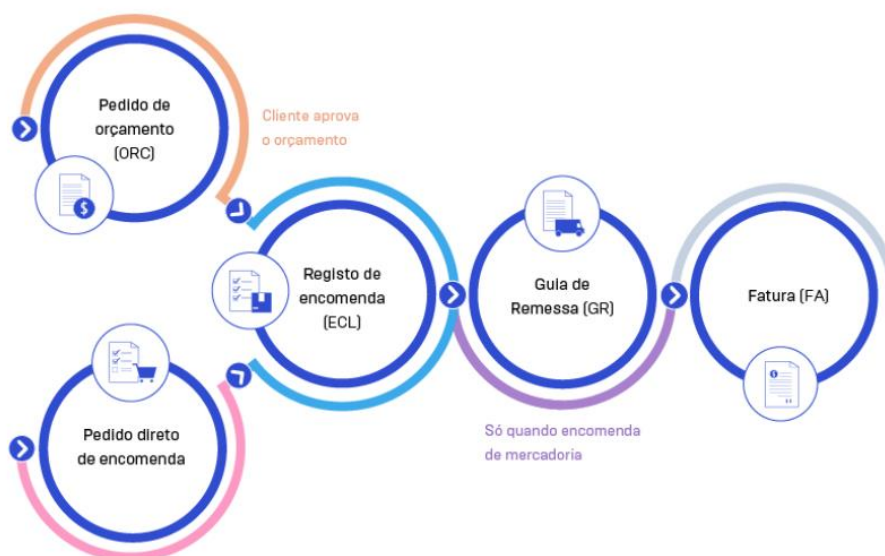 Pedido de
orçamento
(ORC)
Cliente aprova
o orçamento
Registo de
encomenda
(ECL)
Guia de
Remessa (GR)
Fatura (FA)
Pedido direto
de encomenda
Só quando encomenda
de mercadoria